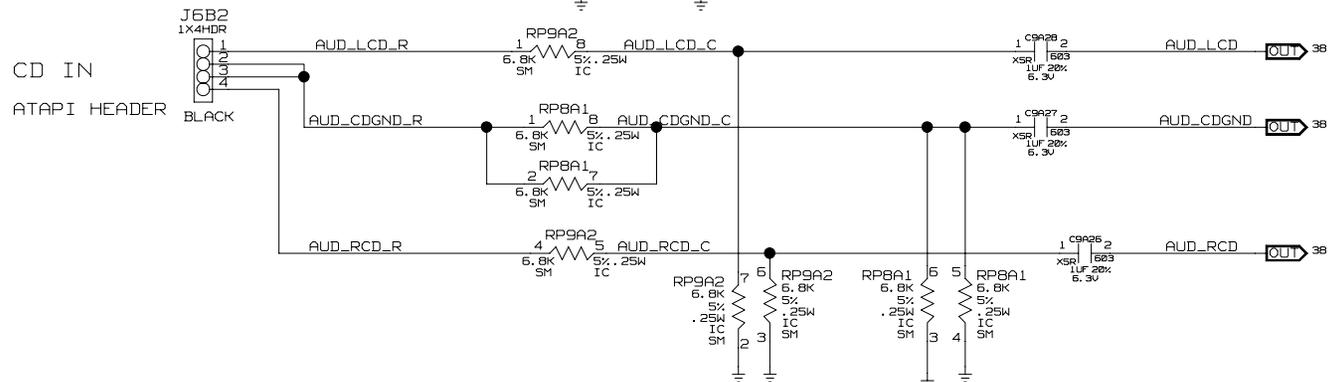 J6B2
1X4HDR
1
2
3
4
CD IN
ATAPI HEADER
BLACK
AUD_LCD_R
RP9A2
1 8
6.8K 5%.25W
SM IC
AUD_LCD_C
C9A28
1 2
X5R 603
1UF 20%
6.3V
AUD_LCD
OUT 38
AUD_CDGND_R
RP8A1
1 8
6.8K 5%.25W
SM IC
AUD_CDGND_C
C9A27
1 2
X5R 603
1UF 20%
6.3V
AUD_CDGND
OUT 38
RP8A1
2 7
6.8K 5%.25W
SM IC
AUD_RCD_R
RP9A2
4 5
6.8K 5%.25W
SM IC
AUD_RCD_C
C9A26
1 2
X5R 603
1UF 20%
6.3V
AUD_RCD
OUT 38
RP9A2
7
6.8K
5%
.25W
IC
SM
2
6
RP9A2
6.8K
5%
.25W
IC
SM
3
RP8A1
6
6.8K
5%
.25W
IC
SM
3
5
RP8A1
6.8K
5%
.25W
IC
SM
4